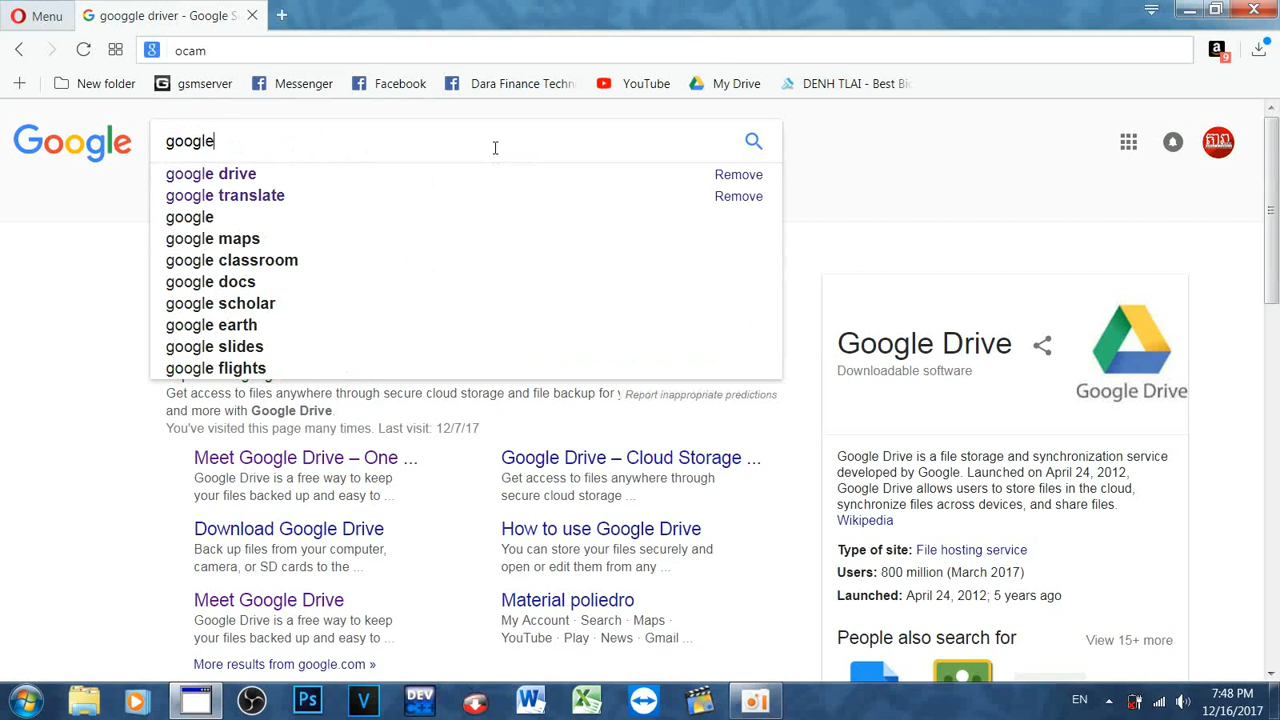 Menu
googgle driver - Google S
ocam
New folder
gsmserver
Messenger
Facebook
Dara Finance Techn
YouTube
My Drive
DENH TLAI - Best Bi
9
Google
google
google drive Remove
google translate Remove
google
google maps
google classroom
google docs
google scholar
google earth
google slides
google flights
Report inappropriate predictions
Get access to files anywhere through secure cloud storage and file backup for
and more with Google Drive.
You've visited this page many times. Last visit: 12/7/17
Meet Google Drive – One ...
Google Drive is a free way to keep
your files backed up and easy to ...
Google Drive – Cloud Storage ...
Get access to files anywhere through
secure cloud storage ...
Download Google Drive
Back up files from your computer,
camera, or SD cards to the ...
How to use Google Drive
You can store your files securely and
open or edit them from any ...
Meet Google Drive
Google Drive is a free way to keep
your files backed up and easy to ...
Material poliedro
My Account · Search · Maps ·
YouTube · Play · News · Gmail ...
More results from google.com »
Google Drive
Downloadable software
Google Drive
Google Drive is a file storage and synchronization service
developed by Google. Launched on April 24, 2012,
Google Drive allows users to store files in the cloud,
synchronize files across devices, and share files.
Wikipedia
Type of site: File hosting service
Users: 800 million (March 2017)
Launched: April 24, 2012; 5 years ago
People also search for
View 15+ more
Ps
V
DEV
EN
7:48 PM
12/16/2017